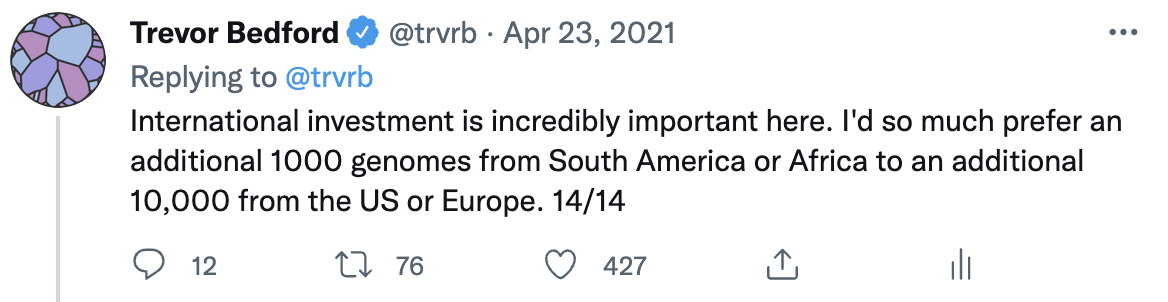 Trevor Bedford @trvrb · Apr 23, 2021
Replying to @trvrb
International investment is incredibly important here. I'd so much prefer an
additional 1000 genomes from South America or Africa to an additional
10,000 from the US or Europe. 14/14
12 76 427